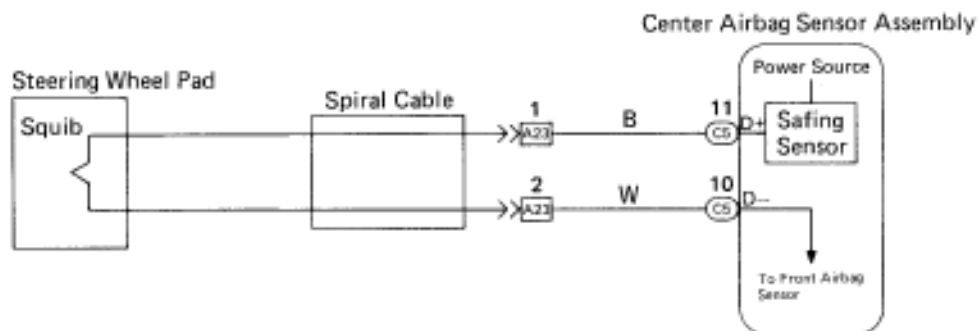 Center Airbag Sensor Assembly
Steering Wheel Pad
Squib
Spiral Cable
1
A23
B
11
C5
D+
Power Source
Safing
Sensor
2
A23
W
10
C5
D-
To Front Airbag
Sensor